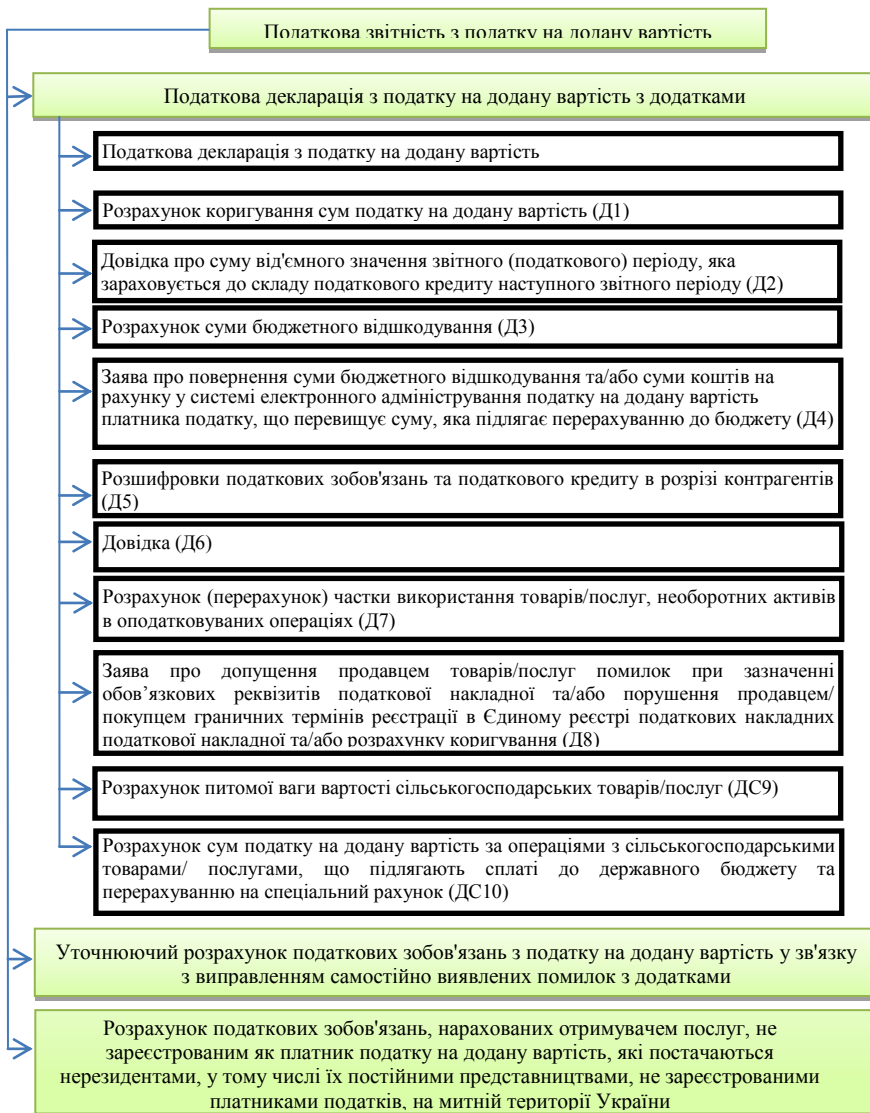 Податкова звітність з податку на додану вартість
Податкова декларація з податку на додану вартість з додатками
Податкова декларація з податку на додану вартість
Розрахунок коригування сум податку на додану вартість (Д1)
Довідка про суму від'ємного значення звітного (податкового) періоду, яка
зараховується до складу податкового кредиту наступного звітного періоду (Д2)
Розрахунок суми бюджетного відшкодування (Д3)
Заява про повернення суми бюджетного відшкодування та/або суми коштів на
рахунку у системі електронного адміністрування податку на додану вартість
платника податку, що перевищує суму, яка підлягає перерахуванню до бюджету (Д4)
Розшифровки податкових зобов'язань та податкового кредиту в розрізі контрагентів
(Д5)
Довідка (Д6)
Розрахунок (перерахунок) частки використання товарів/послуг, необоротних активів
в оподатковуваних операціях (Д7)
Заява про допущення продавцем товарів/послуг помилок при зазначенні
обов’язкових реквізитів податкової накладної та/або порушення продавцем/
покупцем граничних термінів реєстрації в Єдиному реєстрі податкових накладних
податкової накладної та/або розрахунку коригування (Д8)
Розрахунок питомої ваги вартості сільськогосподарських товарів/послуг (ДС9)
Розрахунок сум податку на додану вартість за операціями з сільськогосподарськими
товарами/ послугами, що підлягають сплаті до державного бюджету та
перерахуванню на спеціальний рахунок (ДС10)
Уточнюючий розрахунок податкових зобов'язань з податку на додану вартість у зв'язку
з виправленням самостійно виявлених помилок з додатками
Розрахунок податкових зобов'язань, нарахованих отримувачем послуг, не
зареєстрованим як платник податку на додану вартість, які постачаються
нерезидентами, у тому числі їх постійними представництвами, не зареєстрованими
платниками податків, на митній території України